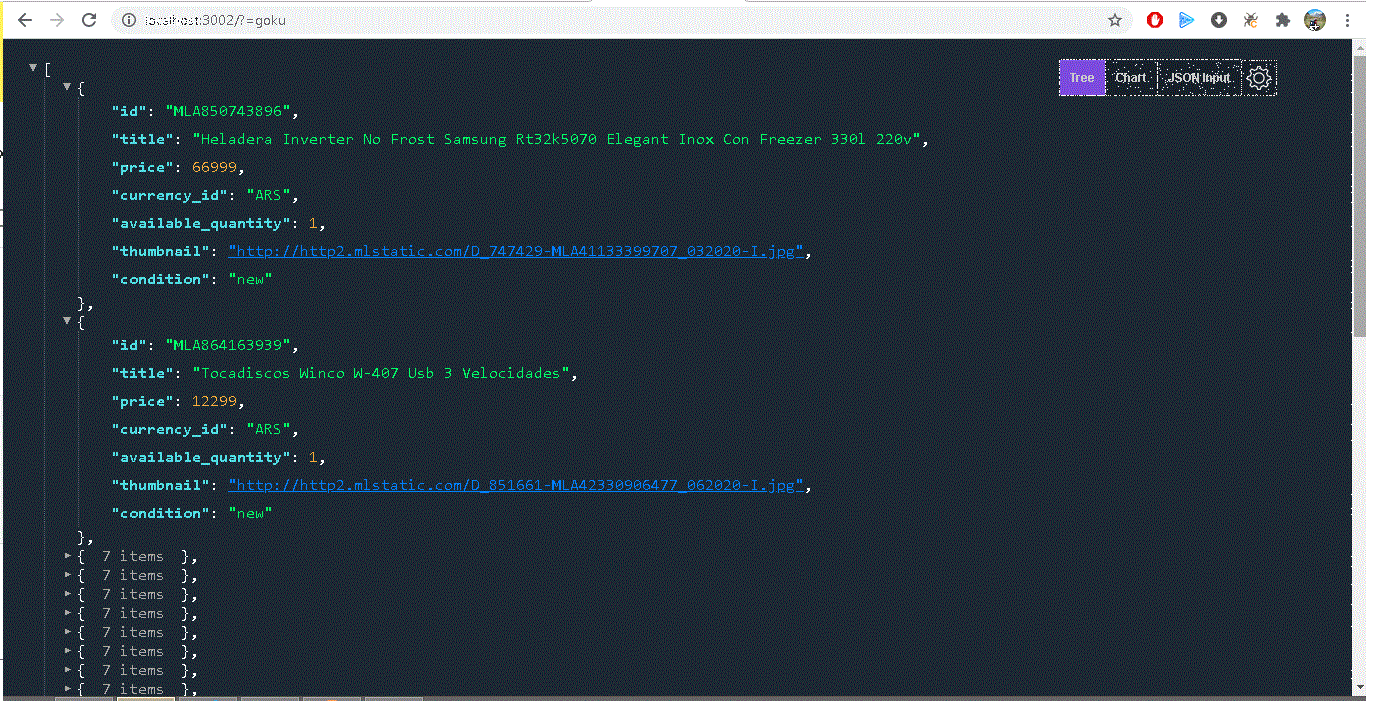 localhost:3002/?=goku
Tree Chart JSON Input
[
{
"id": "MLA850743896",
"title": "Heladera Inverter No Frost Samsung Rt32k5070 Elegant Inox Con Freezer 330l 220v",
"price": 66999,
"currency_id": "ARS",
"available_quantity": 1,
"thumbnail": "http://http2.mlstatic.com/D_747429-MLA41133399707_032020-I.jpg",
"condition": "new"
},
{
"id": "MLA864163939",
"title": "Tocadiscos Winco W-407 Usb 3 Velocidades",
"price": 12299,
"currency_id": "ARS",
"available_quantity": 1,
"thumbnail": "http://http2.mlstatic.com/D_851661-MLA42330906477_062020-I.jpg",
"condition": "new"
},
{ 7 items },
{ 7 items },
{ 7 items },
{ 7 items },
{ 7 items },
{ 7 items },
{ 7 items },
{ 7 items },